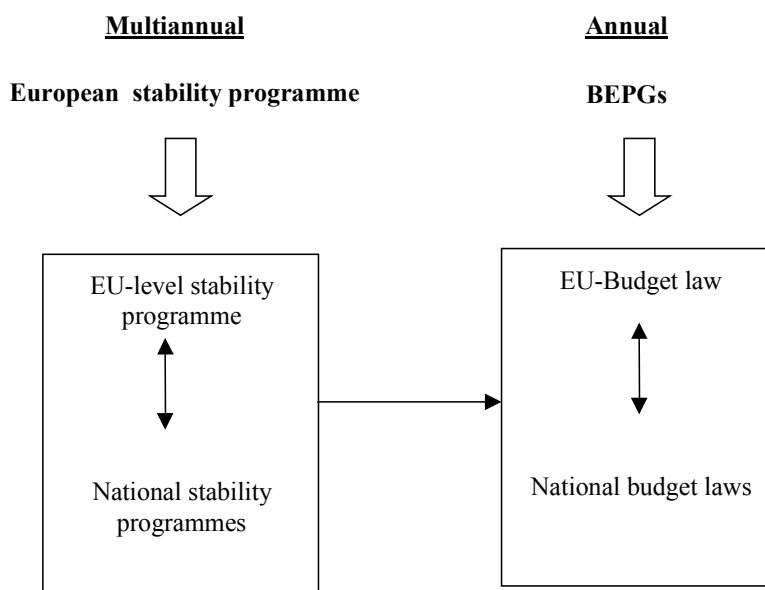 Multiannual
Annual
European stability programme
BEPGs
EU-level stability
programme
EU-Budget law
National stability
programmes
National budget laws